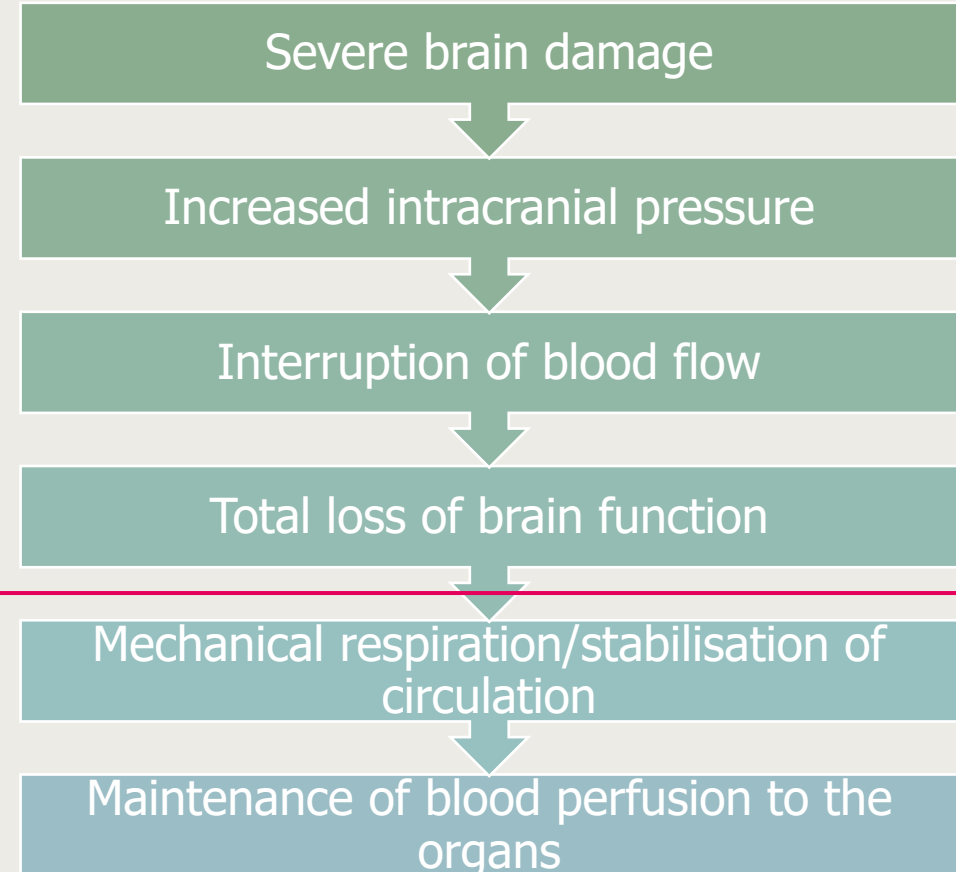 Severe brain damage
Increased intracranial pressure
Interruption of blood flow
Total loss of brain function
Mechanical respiration/stabilisation of
circulation
Maintenance of blood perfusion to the
organs